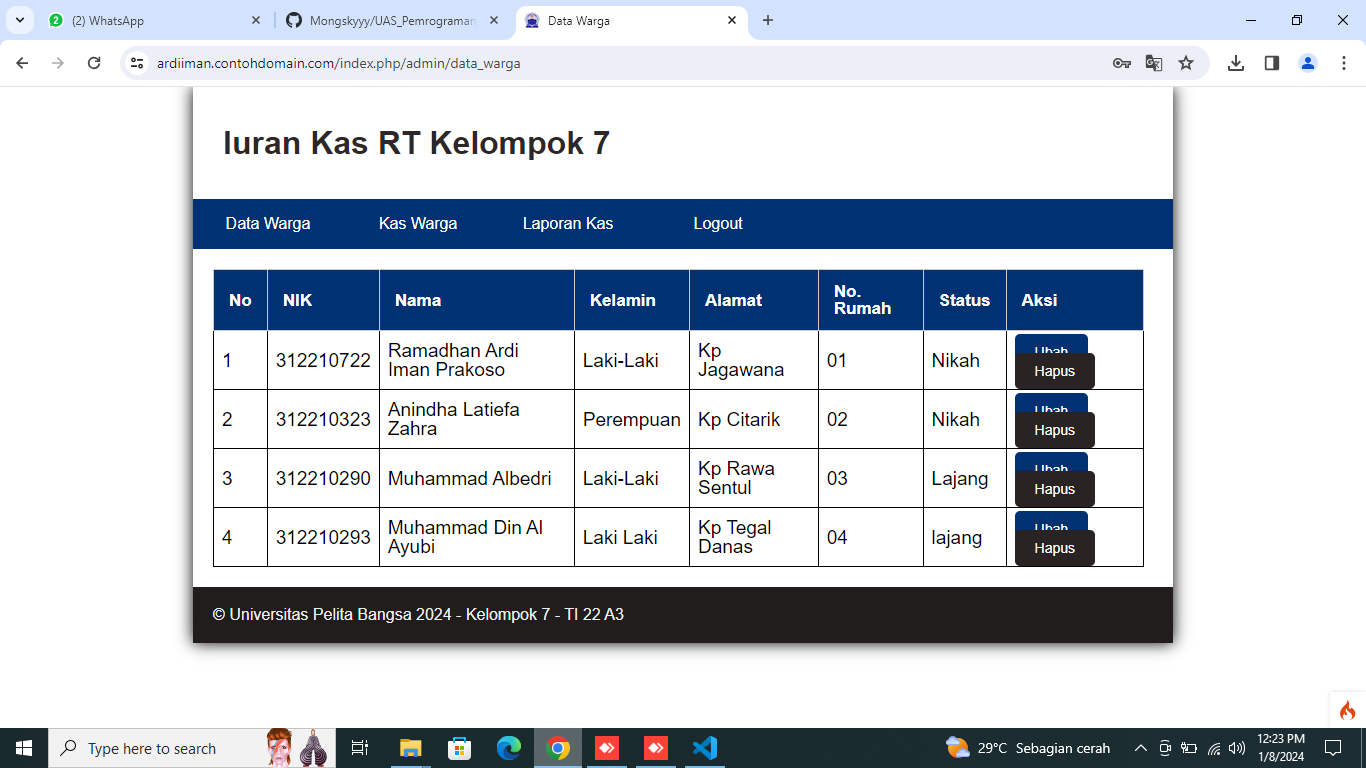 (2) WhatsApp
Mongskyyy/UAS_Pemrograman
Data Warga
ardiiman.contohdomain.com/index.php/admin/data_warga
Iuran Kas RT Kelompok 7
Data Warga Kas Warga Laporan Kas Logout
No NIK Nama Kelamin Alamat No. Rumah Status Aksi
1 312210722 Ramadhan Ardi Iman Prakoso Laki-Laki Kp Jagawana 01 Nikah Ubah Hapus
2 312210323 Anindha Latiefa Zahra Perempuan Kp Citarik 02 Nikah Ubah Hapus
3 312210290 Muhammad Albedri Laki-Laki Kp Rawa Sentul 03 Lajang Ubah Hapus
4 312210293 Muhammad Din Al Ayubi Laki Laki Kp Tegal Danas 04 lajang Ubah Hapus
© Universitas Pelita Bangsa 2024 - Kelompok 7 - TI 22 A3
Type here to search
29°C Sebagian cerah
12:23 PM
1/8/2024